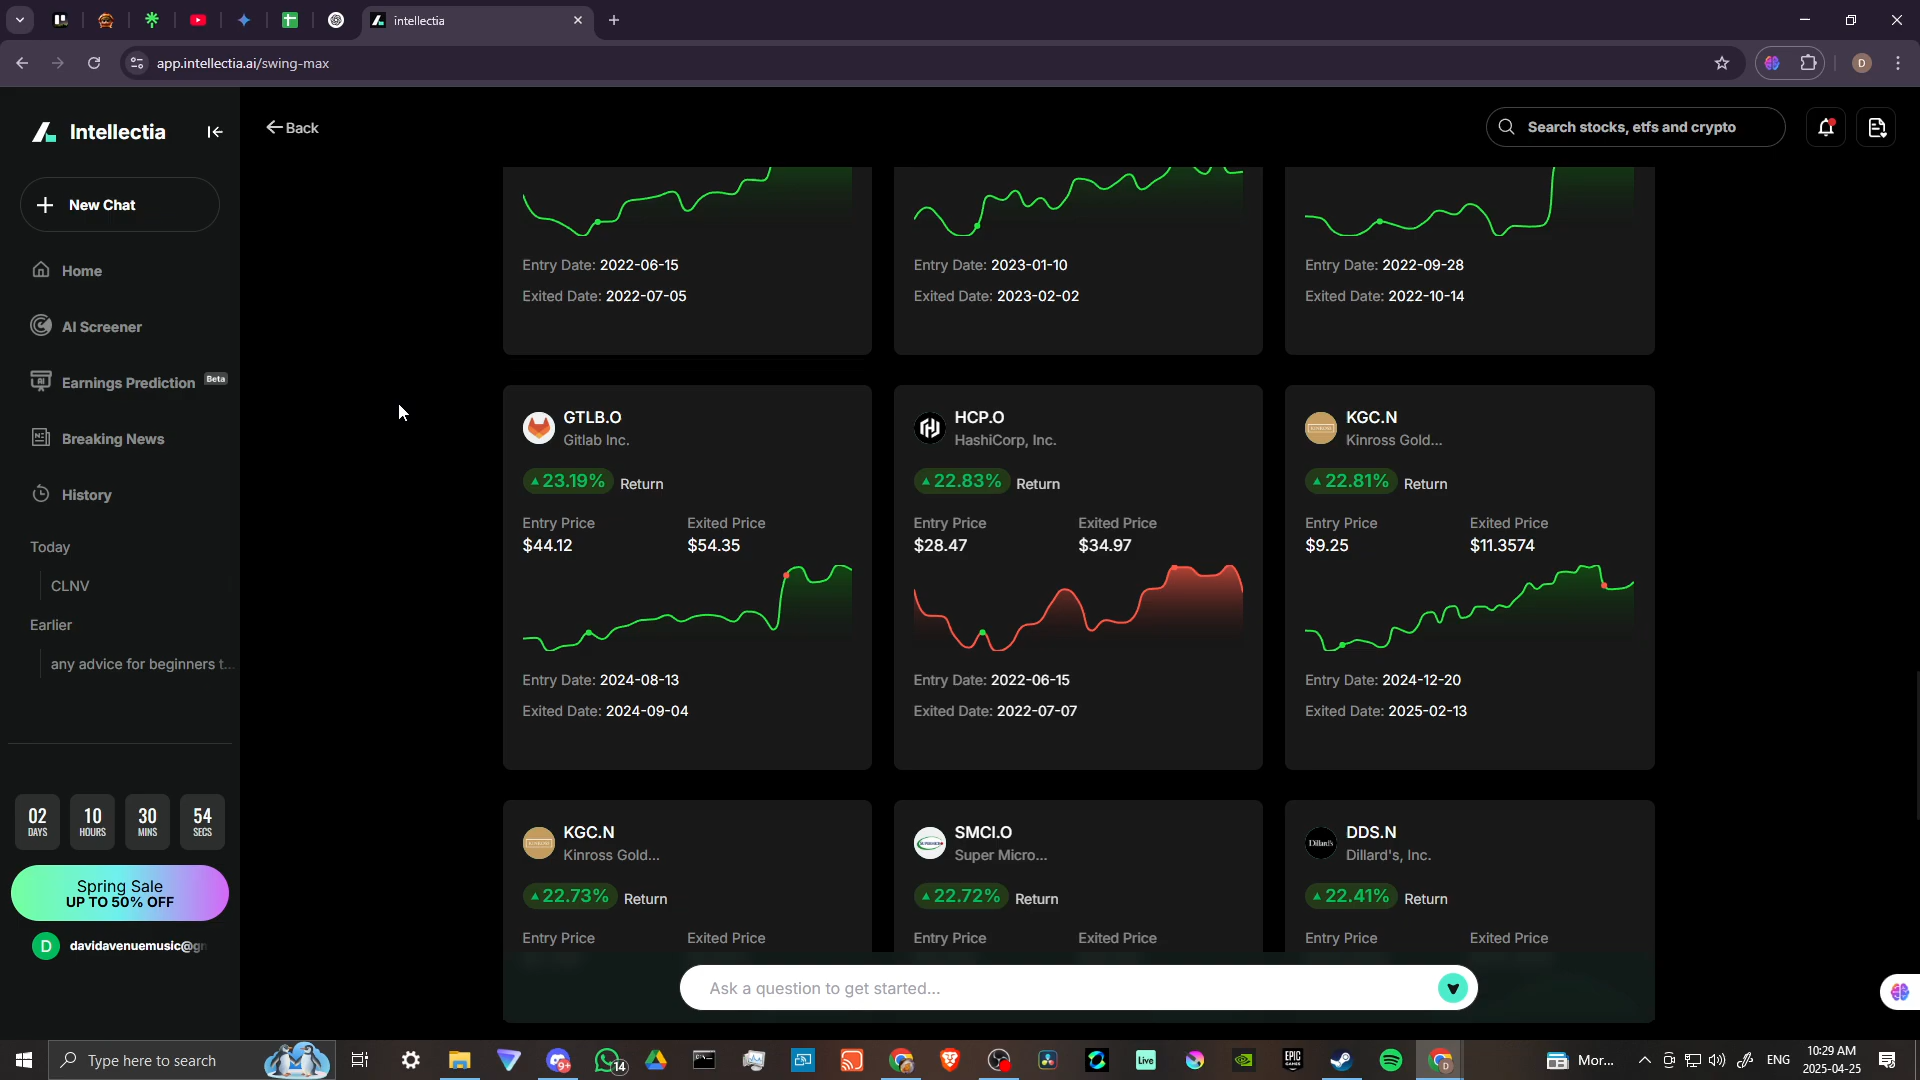 intellectia
app.intellectia.ai/swing-max
D
Intellectia
Back
Search stocks, etfs and crypto
New Chat
Home
AI Screener
Earnings Prediction Beta
Breaking News
History
Today
CLNV
Earlier
any advice for beginners t...
02 10 30 54
DAYS HOURS MINS SECS
Spring Sale
UP TO 50% OFF
D davidavenuemusic@g
Entry Date: 2022-06-15
Exited Date: 2022-07-05
Entry Date: 2023-01-10
Exited Date: 2023-02-02
Entry Date: 2022-09-28
Exited Date: 2022-10-14
GTLB.O
Gitlab Inc.
23.19% Return
Entry Price Exited Price
$44.12 $54.35
Entry Date: 2024-08-13
Exited Date: 2024-09-04
HCP.O
HashiCorp, Inc.
22.83% Return
Entry Price Exited Price
$28.47 $34.97
Entry Date: 2022-06-15
Exited Date: 2022-07-07
KGC.N
Kinross Gold...
22.81% Return
Entry Price Exited Price
$9.25 $11.3574
Entry Date: 2024-12-20
Exited Date: 2025-02-13
KGC.N
Kinross Gold...
22.73% Return
Entry Price Exited Price
SMCI.O
Super Micro...
22.72% Return
Entry Price Exited Price
Dillard's
DDS.N
Dillard's, Inc.
22.41% Return
Entry Price Exited Price
Ask a question to get started...
Type here to search
9+
14
Live
EPIC
GAMES
D
Mor...
ENG
10:29 AM
2025-04-25